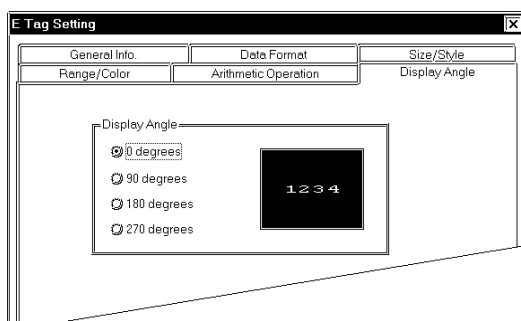 E Tag Setting
General Info. Data Format Size/Style
Range/Color Arithmetic Operation Display Angle
Display Angle
0 degrees
90 degrees
1234
180 degrees
270 degrees